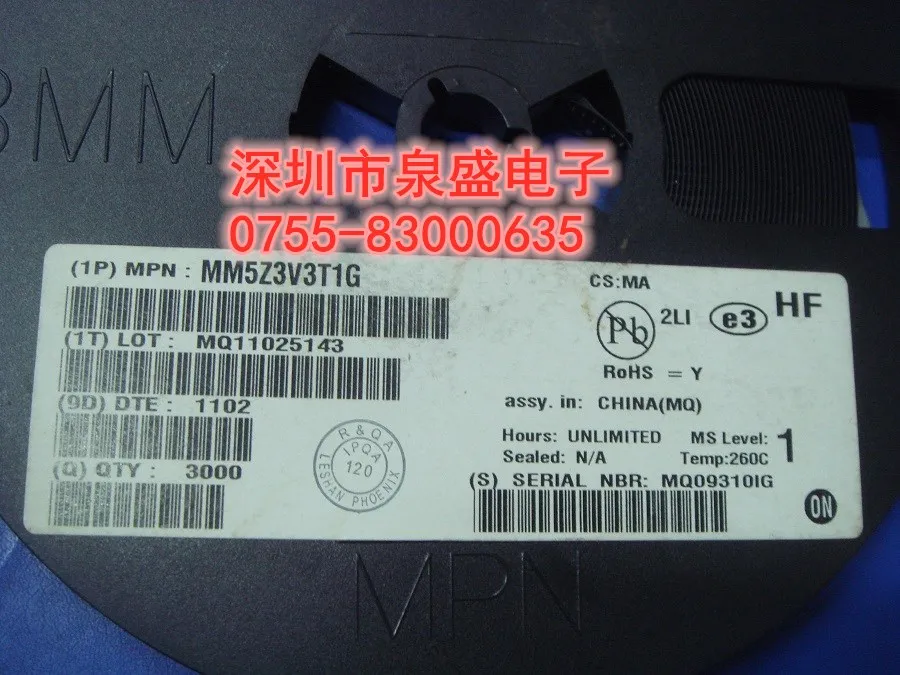 8MM
深圳市泉盛电子
0755-83000635
(1P) MPN : MM5Z3V3T1G
CS:MA
Pb
2LI
e3
HF
(1T) LOT : MQ11025143
RoHS = Y
(9D) DTE : 1102
assy. in: CHINA(MQ)
R & Q A
IPQA
120
LESHAN PHOENIX
Hours: UNLIMITED MS Level: 1
Sealed: N/A Temp:260C
(Q) QTY : 3000
(S) SERIAL NBR: MQ09310IG
ON
MPN